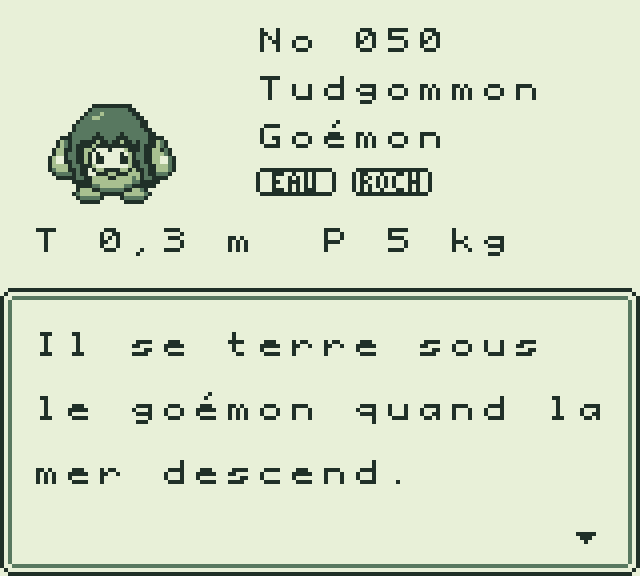 No 050
Tudgommon
Goémon
EAU ROCH
T 0,3 m P 5 kg
Il se terre sous
le goémon quand la
mer descend.